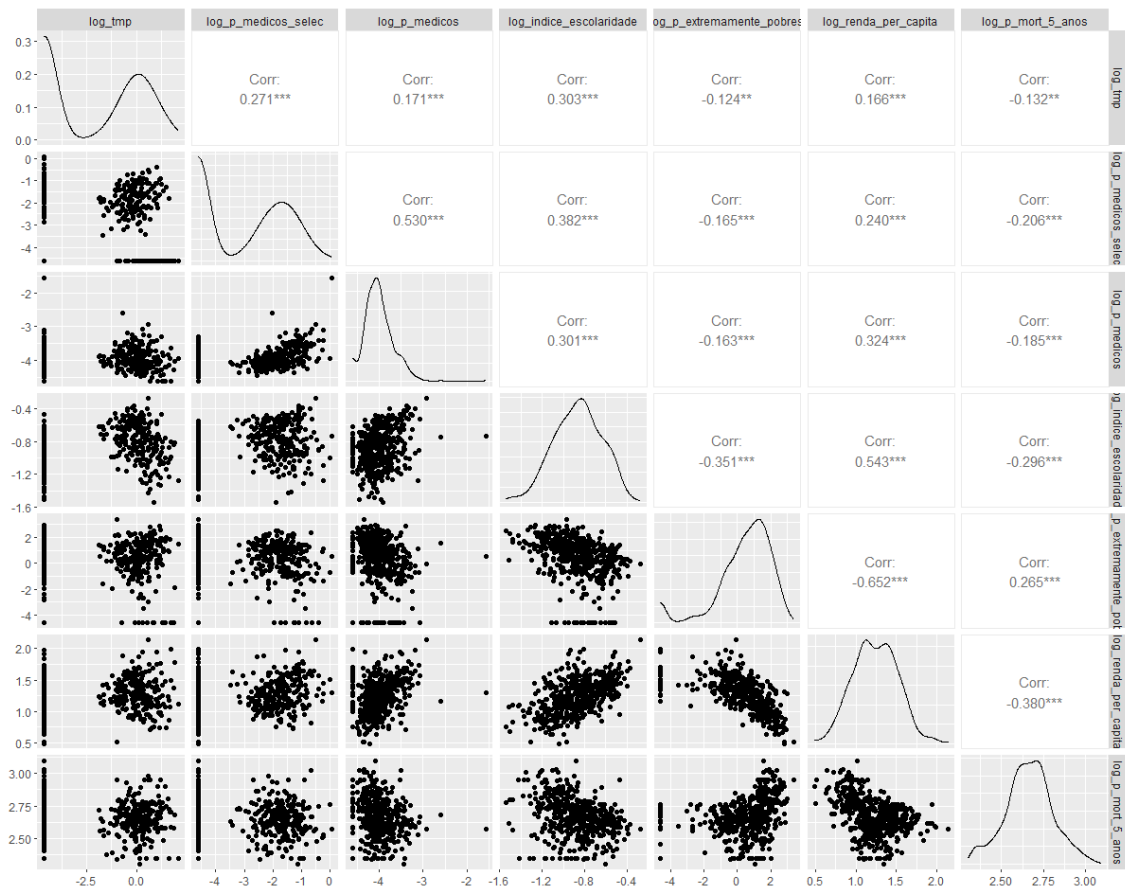 log_tmp log_p_medicos_selec log_p_medicos log_indice_escolaridade og_p_extremamente_pobres log_renda_per_capita log_p_mort_5_anos
0.3
0.2
0.1
0.0
Corr: Corr: Corr: Corr: Corr: Corr:
0.271*** 0.171*** 0.303*** -0.124** 0.166*** -0.132**
log_tmp
0
-1
-2
-3
-4
Corr: Corr: Corr: Corr: Corr:
0.530*** 0.382*** -0.165*** 0.240*** -0.206***
log_p_medicos_selec
-2
-3
-4
Corr: Corr: Corr: Corr:
0.301*** -0.163*** 0.324*** -0.185***
log_p_medicos
-0.4
-0.8
-1.2
-1.6
Corr: Corr: Corr:
-0.351*** 0.543*** -0.296***
og_indice_escolaridad
2
0
-2
-4
Corr: Corr:
-0.652*** 0.265***
_p_extremamente_pob
2.0
1.5
1.0
0.5
Corr:
-0.380***
log_renda_per_capita
3.00
2.75
2.50
log_p_mort_5_anos
-2.5 0.0 -4 -3 -2 -1 0 -4 -3 -2 -1.6 -1.2 -0.8 -0.4 -4 -2 0 2 0.5 1.0 1.5 2.0 2.50 2.75 3.00